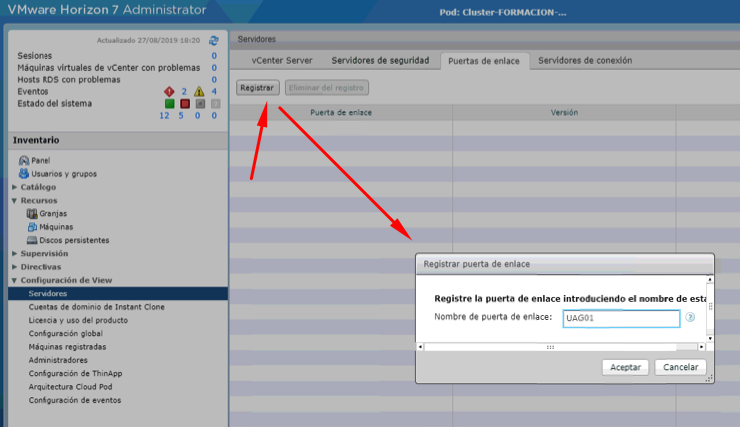 VMware Horizon 7 Administrator
Pod: Cluster-FORMACION-...
Actualizado 27/08/2019 18:20
Sesiones 0
Máquinas virtuales de vCenter con problemas 0
Hosts RDS con problemas 0
Eventos 2 4
Estado del sistema
12 5 0 0
Inventario
Panel
Usuarios y grupos
Catálogo
Recursos
Granjas
Máquinas
Discos persistentes
Supervisión
Directivas
Configuración de View
Servidores
Cuestas de dominio de Instant Clone
Licencia y uso del producto
Configuración global
Máquinas registradas
Administradores
Configuración de ThinApp
Arquitectura Cloud Pod
Configuración de eventos
Servidores
vCenter Server Servidores de seguridad Puertas de enlace Servidores de conexión
Registrar Eliminar del registro
Puerta de enlace Versión
Registrar puerta de enlace
Registre la puerta de enlace introduciendo el nombre de esta
Nombre de puerta de enlace: UAG01
Aceptar Cancelar